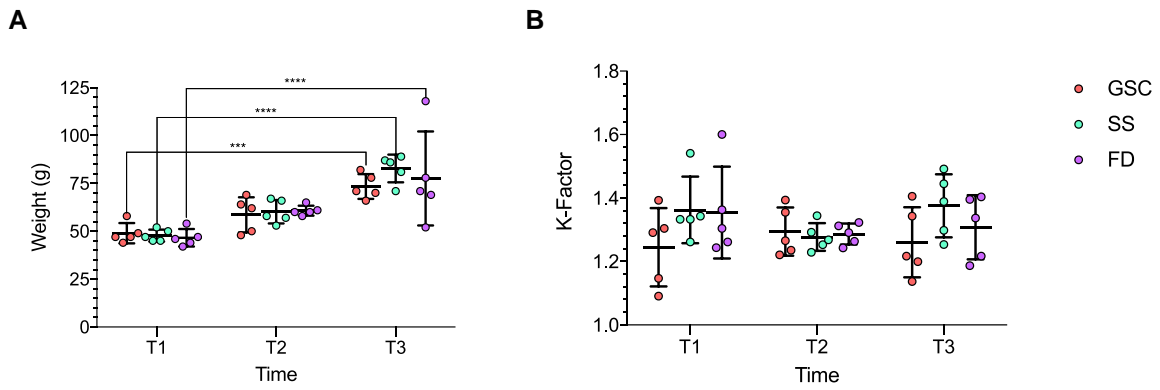 A
B
Weight (g)
125
100
75
50
25
0
****
****
***
T1
T2
T3
Time
K-Factor
1.8
1.6
1.4
1.2
1.0
T1
T2
T3
Time
GSC
SS
FD